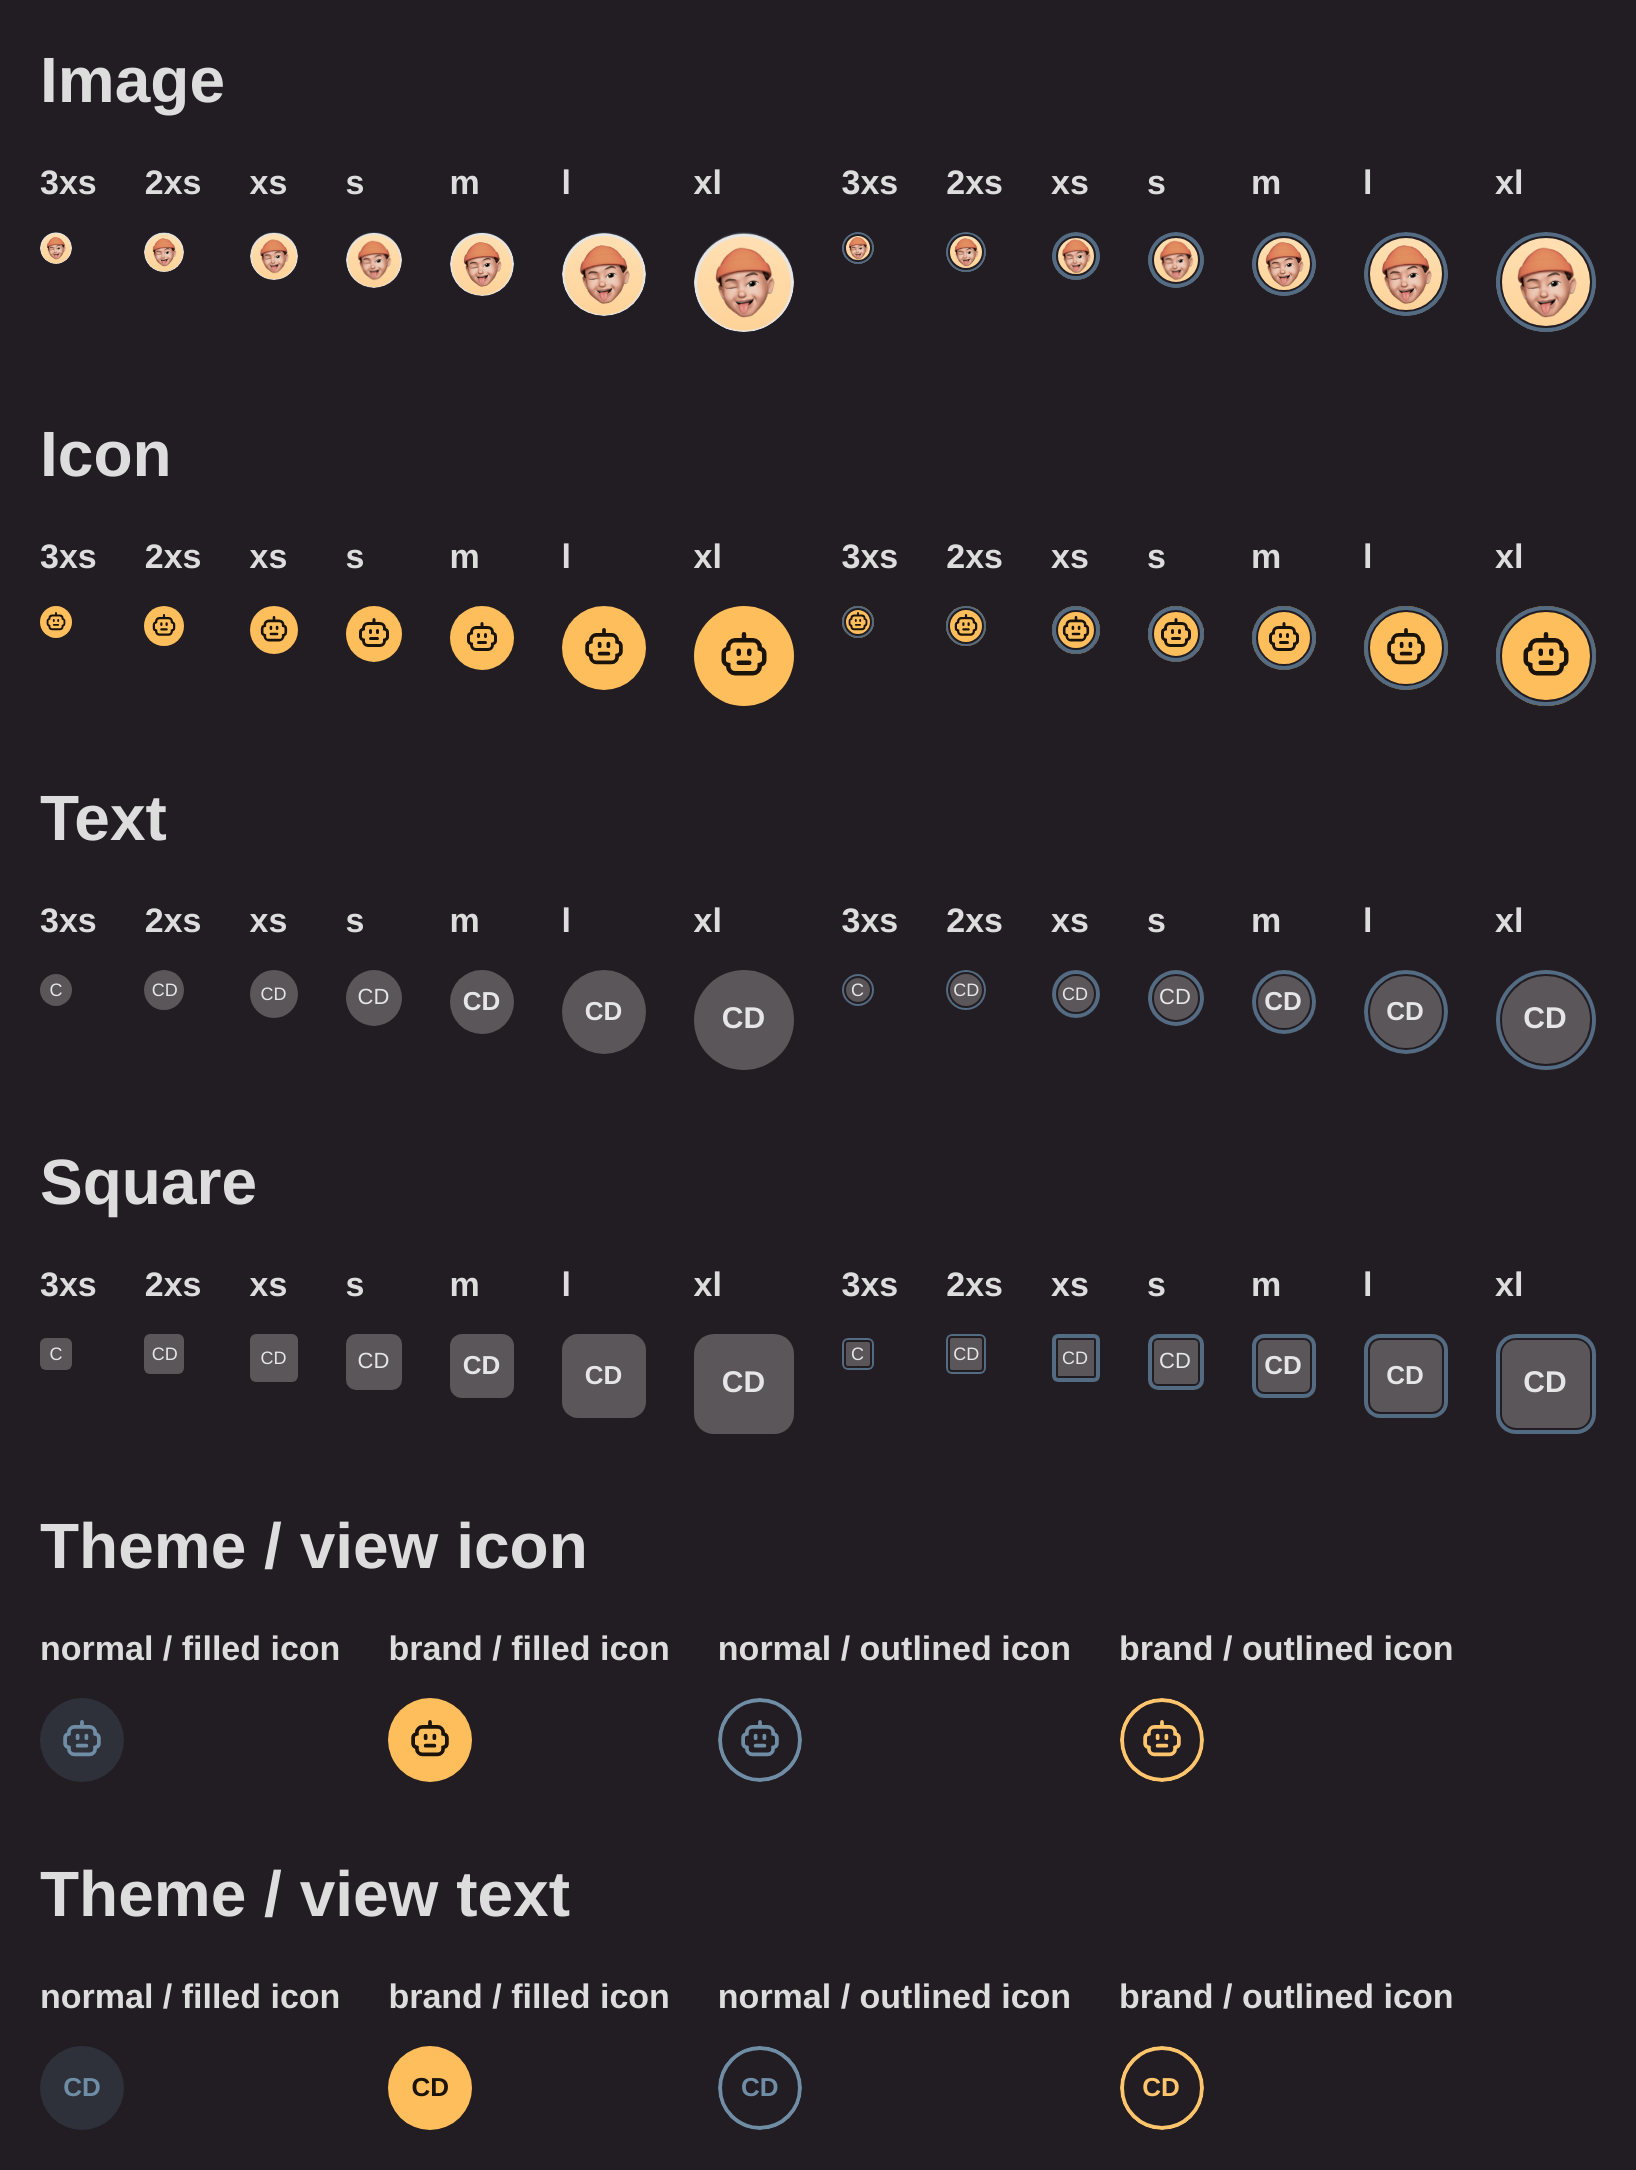 Image
3xs 2xs xs s m l xl 3xs 2xs xs s m l xl
Icon
3xs 2xs xs s m l xl 3xs 2xs xs s m l xl
Text
3xs 2xs xs s m l xl 3xs 2xs xs s m l xl
C CD CD CD CD CD CD C CD CD CD CD CD CD
Square
3xs 2xs xs s m l xl 3xs 2xs xs s m l xl
C CD CD CD CD CD CD C CD CD CD CD CD CD
Theme / view icon
normal / filled icon brand / filled icon normal / outlined icon brand / outlined icon
Theme / view text
normal / filled icon brand / filled icon normal / outlined icon brand / outlined icon
CD CD CD CD